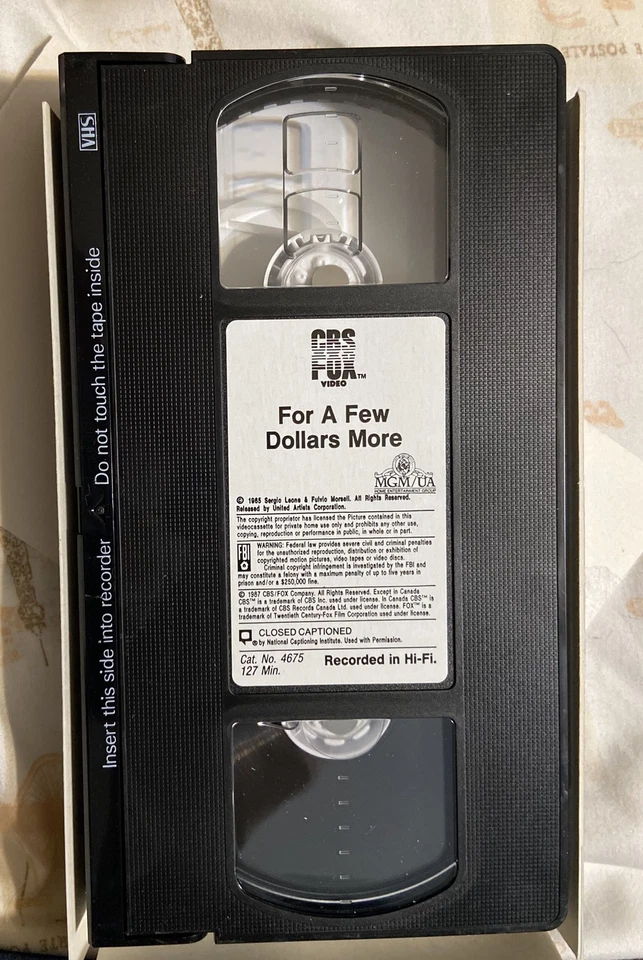 VHS
Do not touch the tape inside
Insert this side into recorder
CBS
FOX™
VIDEO
For A Few
Dollars More
MGM/UA
HOME ENTERTAINMENT GROUP
© 1965 Sergio Leone & Fulvio Morsell. All Rights Reserved.
Released by United Artists Corporation.
The copyright proprietor has licensed the Picture contained in this
videocassette for private home use only and prohibits any other use,
copying, reproduction or performance in public, in whole or in part.
FBI
WARNING: Federal law provides severe civil and criminal penalties
for the unauthorized reproduction, distribution or exhibition of
copyrighted motion pictures, video tapes or video discs.
Criminal copyright infringement is investigated by the FBI and
may constitute a felony with a maximum penalty of up to five years in
prison and/or a $250,000 fine.
© 1987 CBS/FOX Company. All Rights Reserved. Except in Canada
CBS™ is a trademark of CBS Inc. used under license. In Canada CBS™ is
a trademark of CBS Records Canada Ltd. used under license. FOX™ is a
trademark of Twentieth Century-Fox Film Corporation used under license.
CLOSED CAPTIONED
® by National Captioning Institute. Used with Permission.
Cat. No. 4675
127 Min.
Recorded in Hi-Fi.
POSTALE